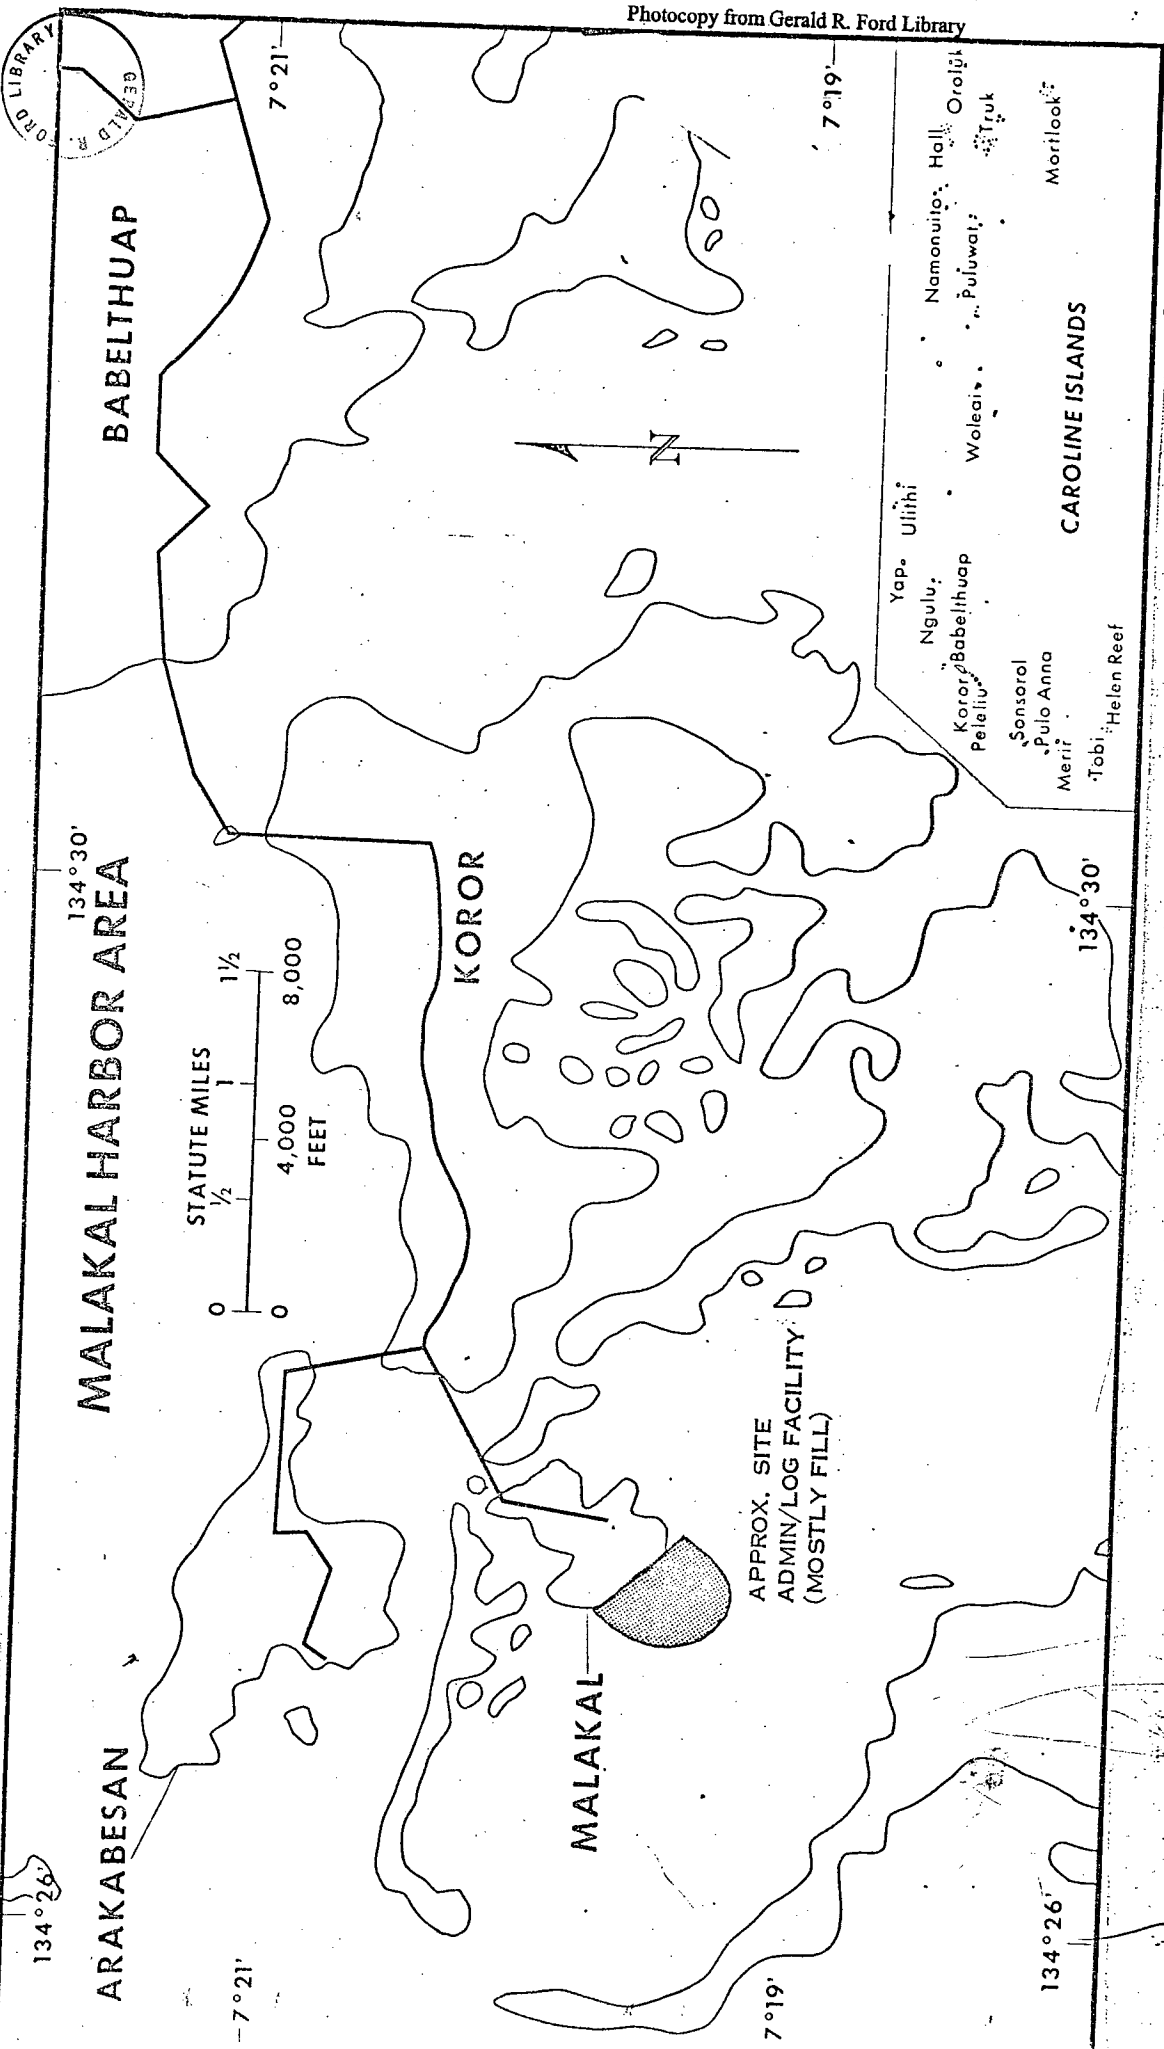 Photocopy from Gerald R. Ford Library
GERALD R. FORD LIBRARY
MALAKAL HARBOR AREA
134°26'
134°30'
ARAKABESAN
BABELTHUAP
STATUTE MILES
0 ½ 1 1½
0 4,000 8,000
FEET
7°21'
7°21'
KOROR
N
MALAKAL
APPROX. SITE
ADMIN/LOG FACILITY
(MOSTLY FILL)
7°19'
7°19'
134°26'
134°30'
Yap
Ulithi
Ngulu
Namonuito
Hall
Orolük
Koror
Babelthuap
Peleliu
Woleai
Puluwat
Truk
Sonsorol
Pulo Anna
Merir
Mortlock
Tobi
Helen Reef
CAROLINE ISLANDS